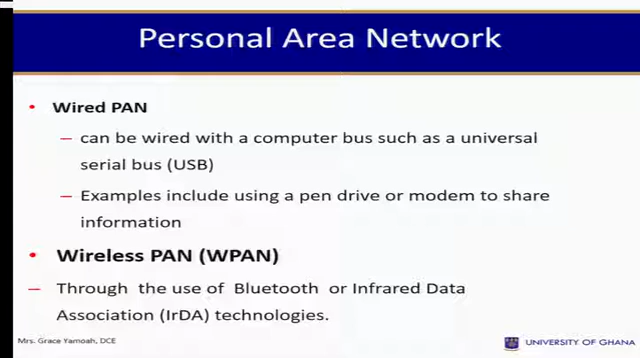 Personal Area Network
• Wired PAN
– can be wired with a computer bus such as a universal
serial bus (USB)
– Examples include using a pen drive or modem to share
information
• Wireless PAN (WPAN)
– Through the use of Bluetooth or Infrared Data
Association (IrDA) technologies.
Mrs. Grace Yamoah, DCE
UNIVERSITY OF GHANA